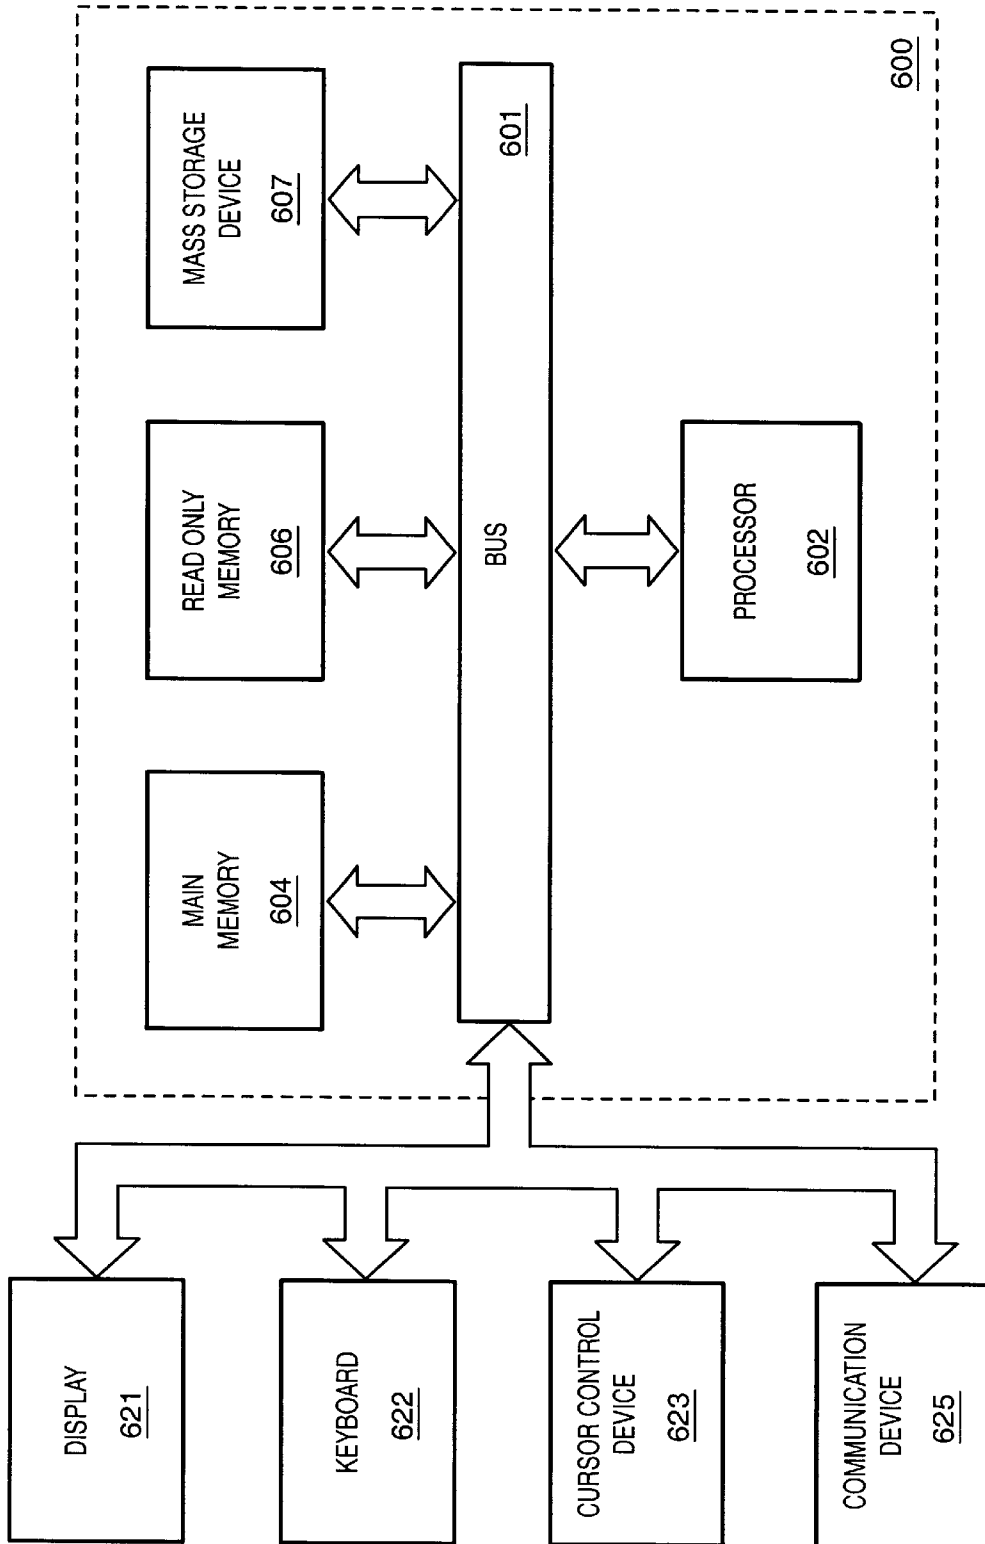 DISPLAY
621
KEYBOARD
622
CURSOR CONTROL
DEVICE
623
COMMUNICATION
DEVICE
625
MAIN
MEMORY
604
READ ONLY
MEMORY
606
MASS STORAGE
DEVICE
607
BUS
601
PROCESSOR
602
600